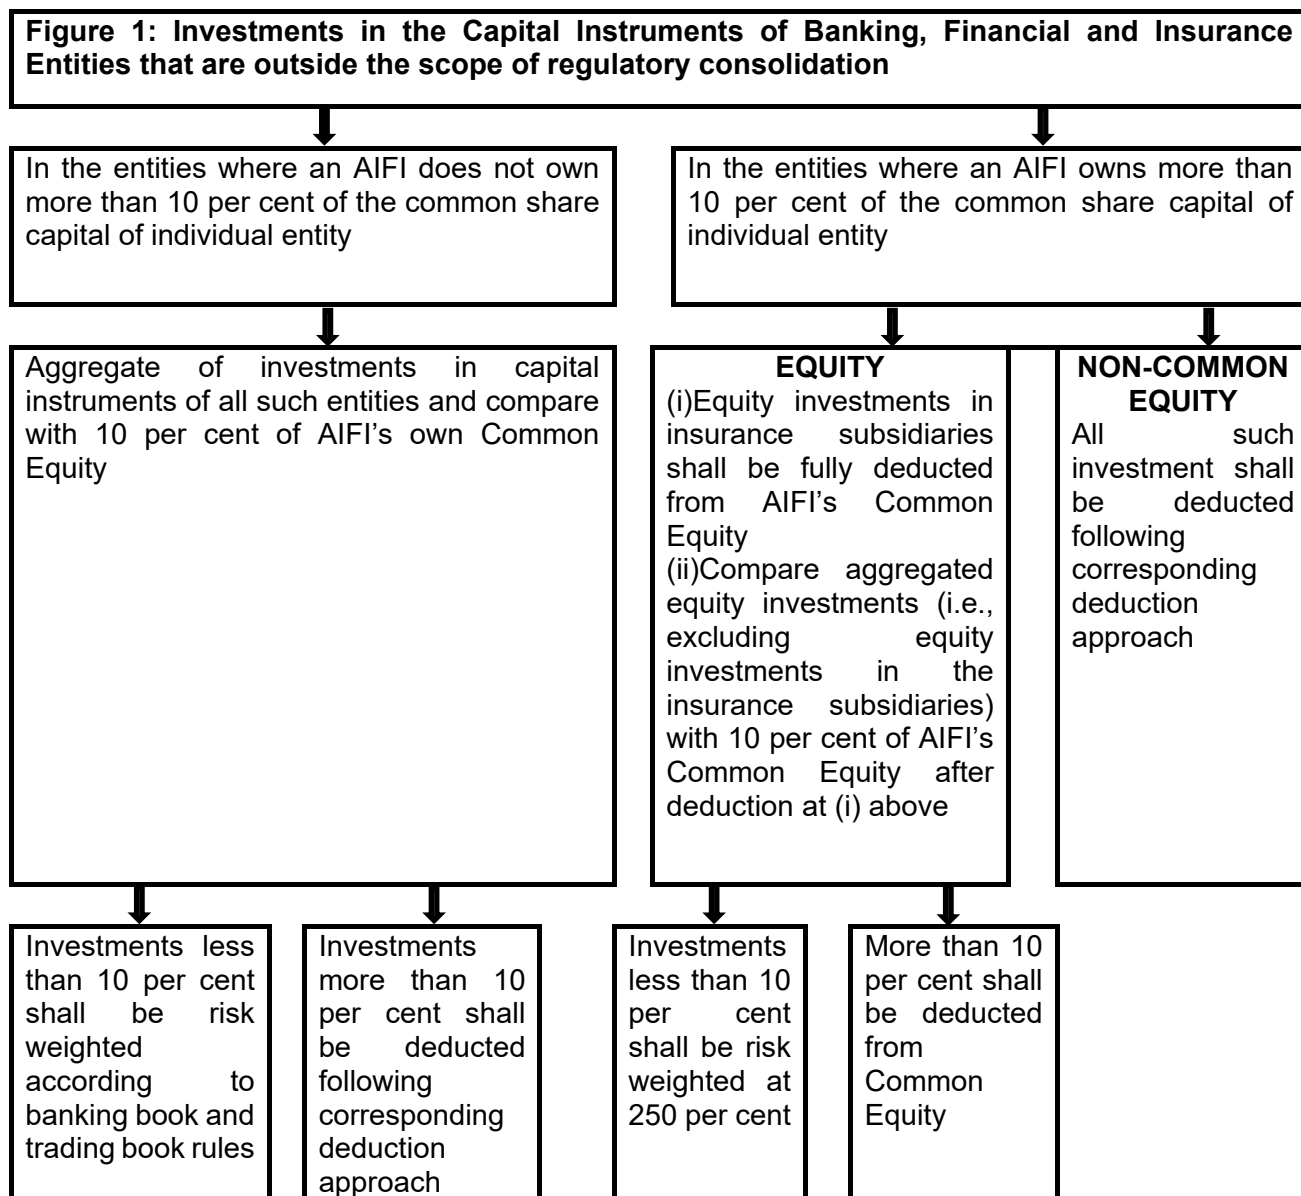 Figure 1: Investments in the Capital Instruments of Banking, Financial and Insurance
Entities that are outside the scope of regulatory consolidation
In the entities where an AIFI does not own
more than 10 per cent of the common share
capital of individual entity
In the entities where an AIFI owns more than
10 per cent of the common share capital of
individual entity
Aggregate of investments in capital
instruments of all such entities and compare
with 10 per cent of AIFI's own Common
Equity
EQUITY
(i)Equity investments in
insurance subsidiaries
shall be fully deducted
from AIFI's Common
Equity
(ii)Compare aggregated
equity investments (i.e.,
excluding equity
investments in the
insurance subsidiaries)
with 10 per cent of AIFI's
Common Equity after
deduction at (i) above
NON-COMMON
EQUITY
All such
investment shall
be deducted
following
corresponding
deduction
approach
Investments less
than 10 per cent
shall be risk
weighted
according to
banking book and
trading book rules
Investments
more than 10
per cent shall
be deducted
following
corresponding
deduction
approach
Investments
less than 10
per cent
shall be risk
weighted at
250 per cent
More than 10
per cent shall
be deducted
from
Common
Equity